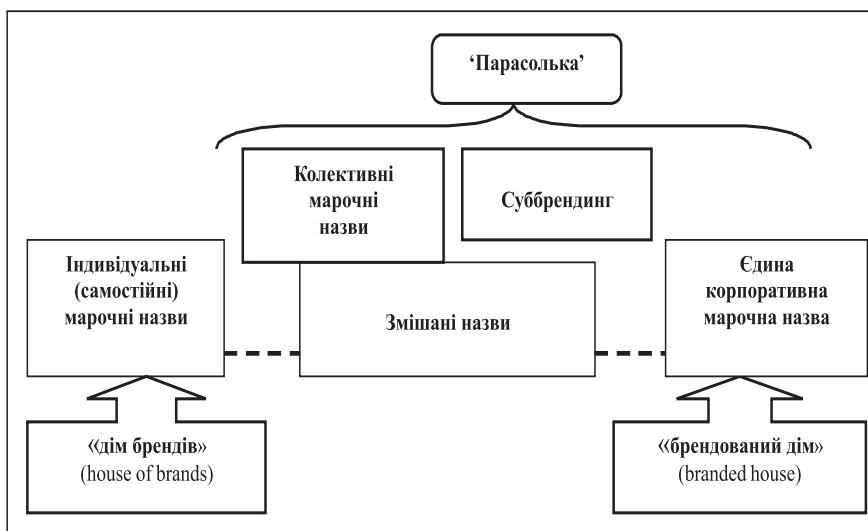 ‘Парасолька’
Колективні
марочні
назви
Суббрендинг
Індивідуальні
(самостійні)
марочні назви
Змішані назви
Єдина
корпоративна
марочна назва
«дім брендів»
(house of brands)
«брендований дім»
(branded house)